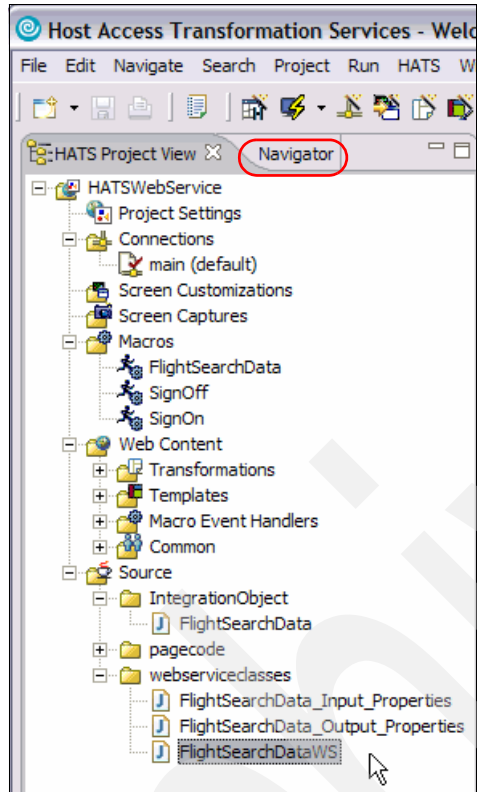 Host Access Transformation Services - Welc
File Edit Navigate Search Project Run HATS W
HATS Project View Navigator
HATSWebService
Project Settings
Connections
main (default)
Screen Customizations
Screen Captures
Macros
FlightSearchData
SignOff
SignOn
Web Content
Transformations
Templates
Macro Event Handlers
Common
Source
IntegrationObject
FlightSearchData
pagecode
webserviceclasses
FlightSearchData_Input_Properties
FlightSearchData_Output_Properties
FlightSearchDataWS